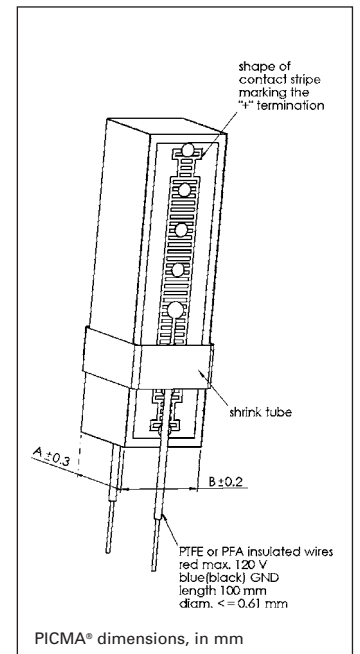 shape of
contact stripe
marking the
"+" termination
shrink tube
A±0.3
B±0.2
PTFE or PFA insulated wires
red max. 120 V
blue(black) GND
length 100 mm
diam. <=0.61 mm
PICMA® dimensions, in mm